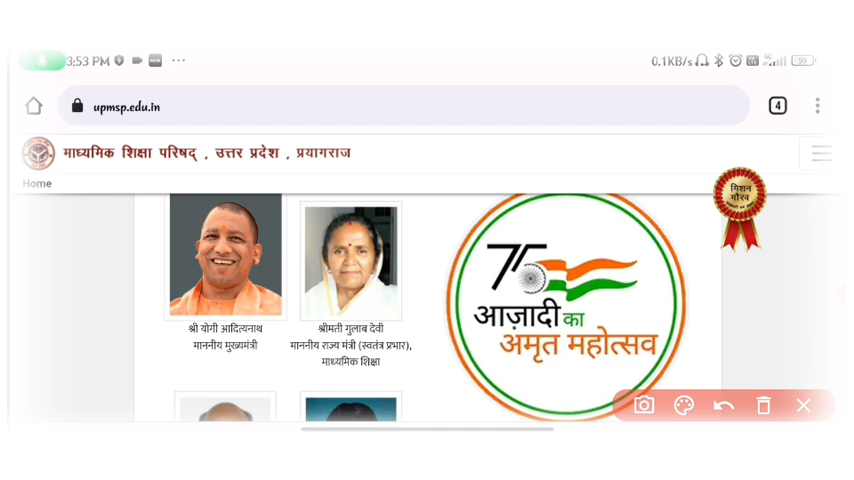 3:53 PM
0.1KB/s
50
upmsp.edu.in
4
माध्यमिक शिक्षा परिषद् , उत्तर प्रदेश , प्रयागराज
Home
मिशन
गौरव
श्री योगी आदित्यनाथ
माननीय मुख्यमंत्री
श्रीमती गुलाब देवी
माननीय राज्य मंत्री (स्वतंत्र प्रभार),
माध्यमिक शिक्षा
75
आज़ादी का
अमृत महोत्सव